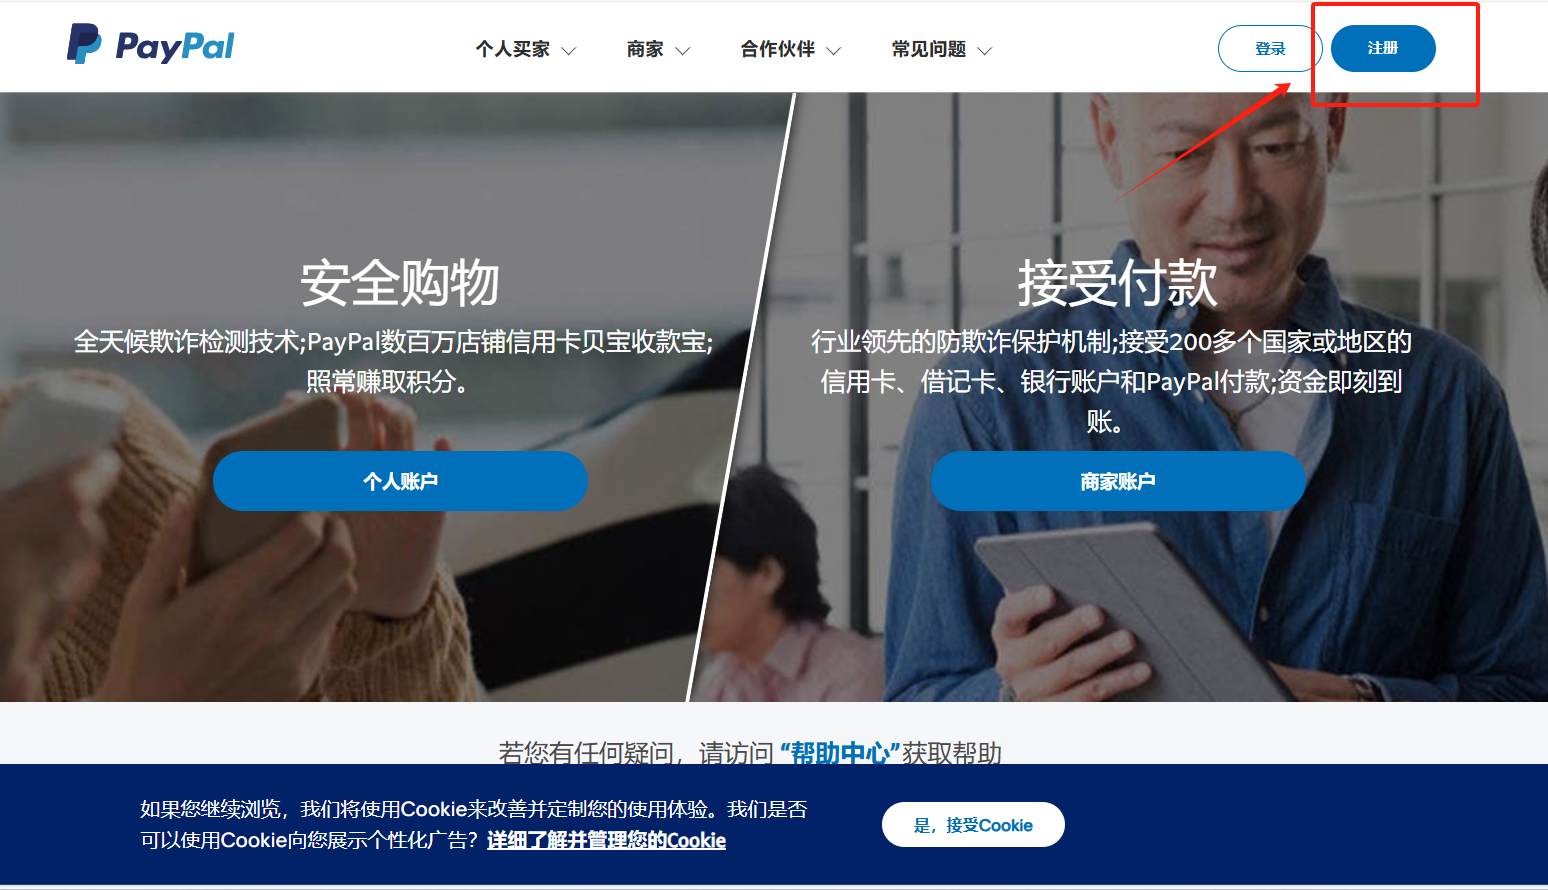 PayPal
个人买家
商家
合作伙伴
常见问题
登录
注册
安全购物
全天候欺诈检测技术;PayPal数百万店铺信用卡贝宝收款宝;
照常赚取积分。
个人账户
接受付款
行业领先的防欺诈保护机制;接受200多个国家或地区的
信用卡、借记卡、银行账户和PayPal付款;资金即刻到
账。
商家账户
若您有任何疑问，请访问 “帮助中心”获取帮助
如果您继续浏览，我们将使用Cookie来改善并定制您的使用体验。我们是否
可以使用Cookie向您展示个性化广告？详细了解并管理您的Cookie
是，接受Cookie